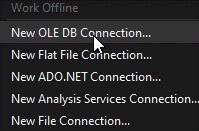 Work Offline
New OLE DB Connection...
New Flat File Connection...
New ADO.NET Connection...
New Analysis Services Connection...
New File Connection...